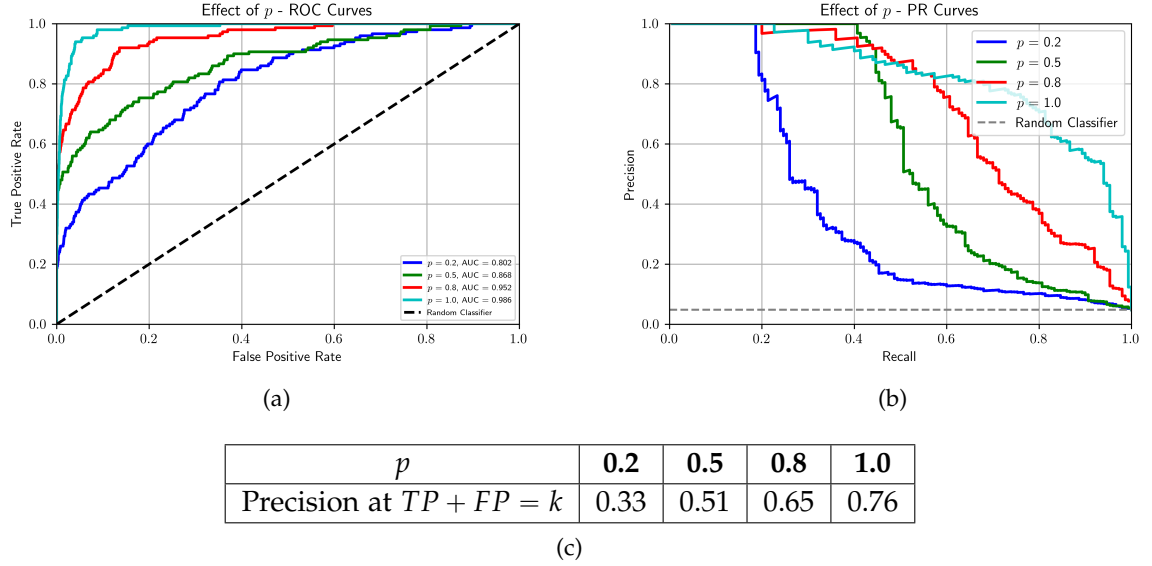 Effect of p - ROC Curves
1.0
0.8
0.6
0.4
0.2
0.0
True Positive Rate
p = 0.2, AUC = 0.802
p = 0.5, AUC = 0.868
p = 0.8, AUC = 0.952
p = 1.0, AUC = 0.986
Random Classifier
0.0 0.2 0.4 0.6 0.8 1.0
False Positive Rate
(a)
Effect of p - PR Curves
1.0
0.8
0.6
0.4
0.2
0.0
Precision
p = 0.2
p = 0.5
p = 0.8
p = 1.0
Random Classifier
0.0 0.2 0.4 0.6 0.8 1.0
Recall
(b)
p 0.2 0.5 0.8 1.0
Precision at TP + FP = k 0.33 0.51 0.65 0.76
(c)